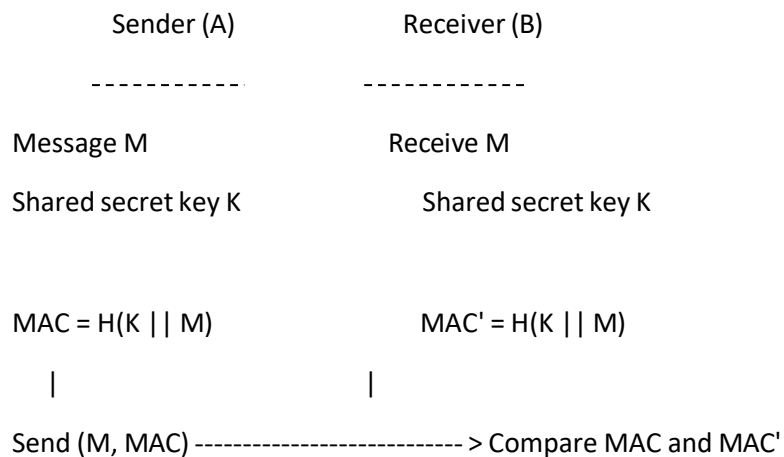 Sender (A) Receiver (B)
----------- ------------
Message M Receive M
Shared secret key K Shared secret key K
MAC = H(K || M) MAC' = H(K || M)
| |
Send (M, MAC) ---------------------------- > Compare MAC and MAC'